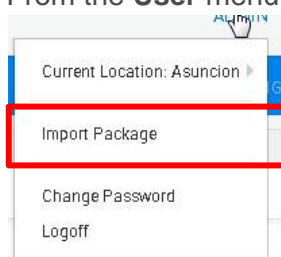 From the User menu
ADMIN
Current Location: Asuncion
Import Package
Change Password
Logoff